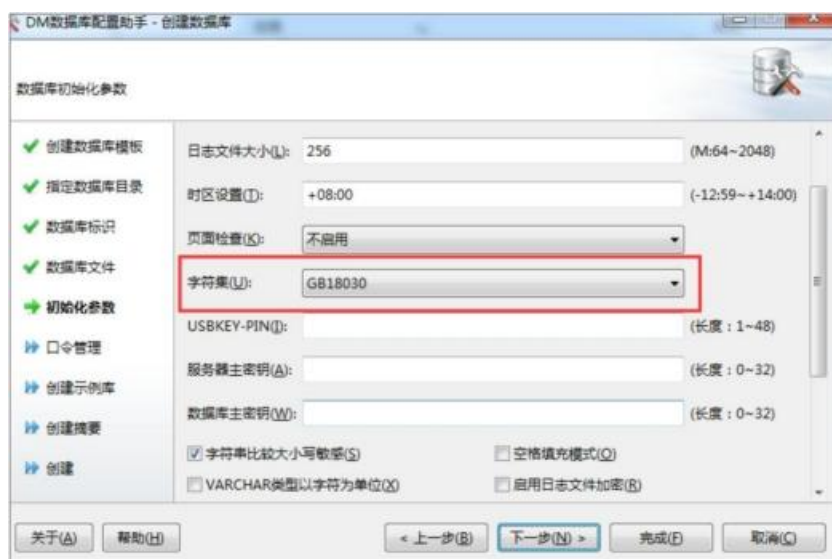 DM数据库配置助手 - 创建数据库
数据库初始化参数
创建数据库模板
指定数据库目录
数据库标识
数据库文件
初始化参数
口令管理
创建示例库
创建摘要
创建
日志文件大小(L): 256 (M:64~2048)
时区设置(T): +08:00 (-12:59~+14:00)
页面检查(K): 不启用
字符集(U): GB18030
USBKEY-PIN(I): (长度：1~48)
服务器主密钥(A): (长度：0~32)
数据库主密钥(W): (长度：0~32)
字符串比较大小写敏感(S) 空格填充模式(O)
VARCHAR类型以字符为单位(X) 启用日志文件加密(R)
关于(A) 帮助(H) < 上一步(B) 下一步(N) > 完成(F) 取消(C)